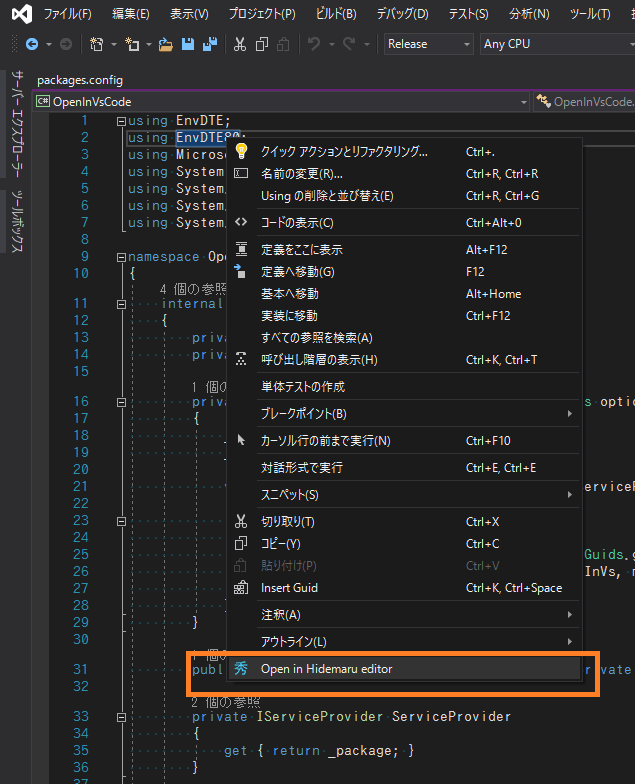 ファイル(F) 編集(E) 表示(V) プロジェクト(P) ビルド(B) デバッグ(D) テスト(S) 分析(N) ツール(T)
Release Any CPU
サーバー エクスプローラー
ツールボックス
packages.config
OpenInVsCode OpenInVsCode.
1 using EnvDTE;
2 using EnvDTE80;
3 using Microso
4 using System
5 using System
6 using System
7 using System
8
9 namespace Ope
10 {
4 個の参照
11 internal
12 {
13 priva
14 priva
15
1 個の
16 priva s optic
17 {
18
19
20
21 erviceP
22
23
24
25 Guids.g
26 InVs, m
27
28
29 }
30
1 個の
31 publ rivate
32
2 個の参照
33 private IServiceProvider ServiceProvider
34 {
35 get { return _package; }
36 }
37
クイック アクションとリファクタリング... Ctrl+.
名前の変更(R)... Ctrl+R, Ctrl+R
Using の削除と並び替え(E) Ctrl+R, Ctrl+G
コードの表示(C) Ctrl+Alt+0
定義をここに表示 Alt+F12
定義へ移動(G) F12
基本へ移動 Alt+Home
実装に移動 Ctrl+F12
すべての参照を検索(A)
呼び出し階層の表示(H) Ctrl+K, Ctrl+T
単体テストの作成
ブレークポイント(B)
カーソル行の前まで実行(N) Ctrl+F10
対話形式で実行 Ctrl+E, Ctrl+E
スニペット(S)
切り取り(T) Ctrl+X
コピー(Y) Ctrl+C
貼り付け(P) Ctrl+V
Insert Guid Ctrl+K, Ctrl+Space
注釈(A)
アウトライン(L)
秀 Open in Hidemaru editor